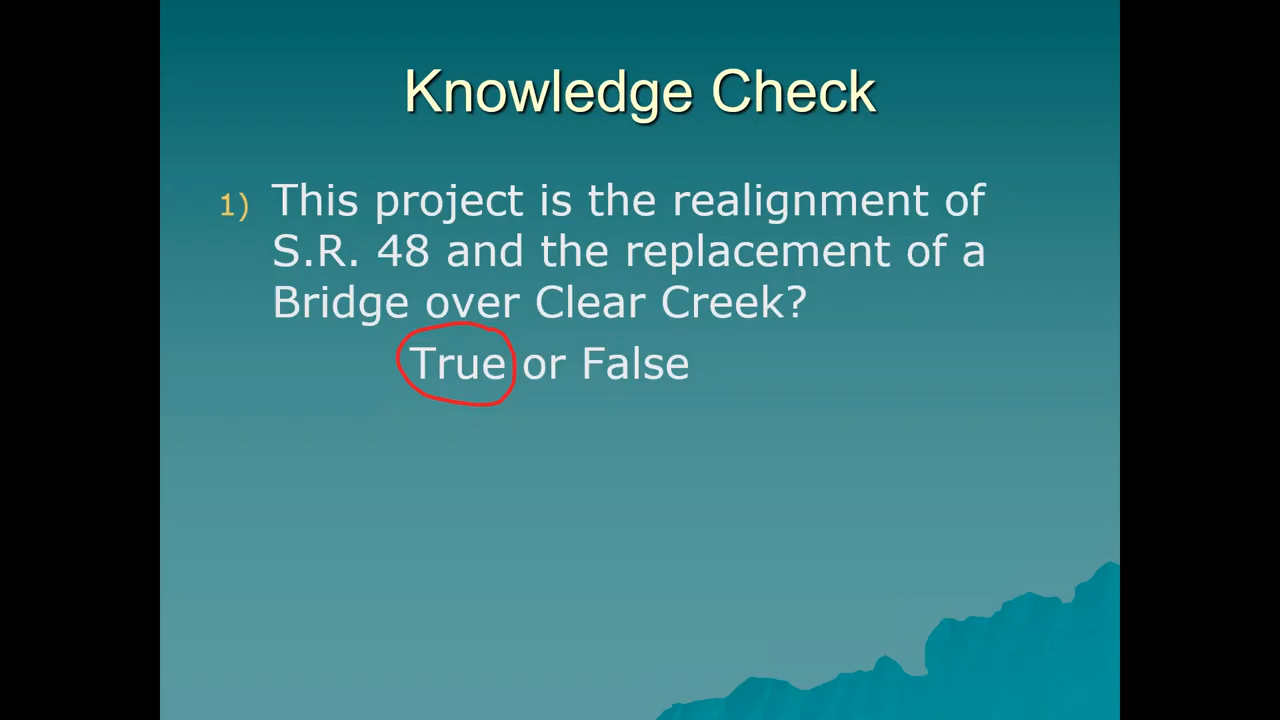 Knowledge Check
1) This project is the realignment of
S.R. 48 and the replacement of a
Bridge over Clear Creek?
True or False